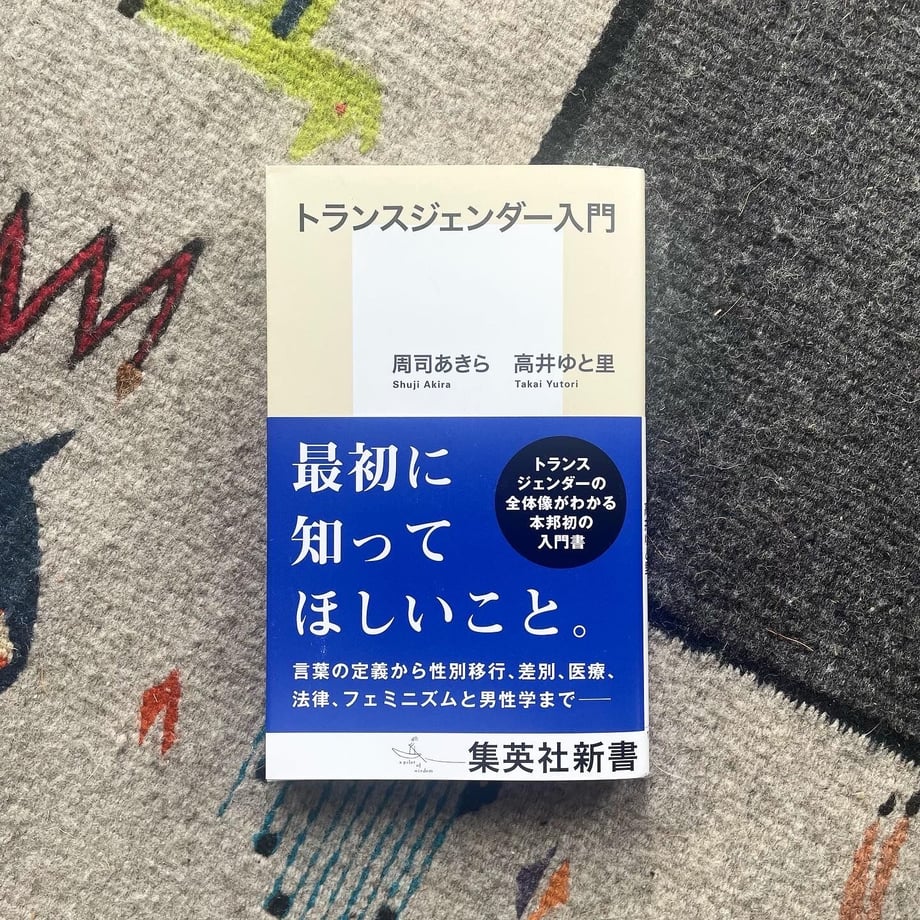 トランスジェンダー入門
周司あきら 高井ゆと里
Shuji Akira Takai Yutori
最初に
知って
ほしいこと。
トランス
ジェンダーの
全体像がわかる
本邦初の
入門書
言葉の定義から性別移行、差別、医療、
法律、フェミニズムと男性学まで――
a pilot of wisdom
集英社新書